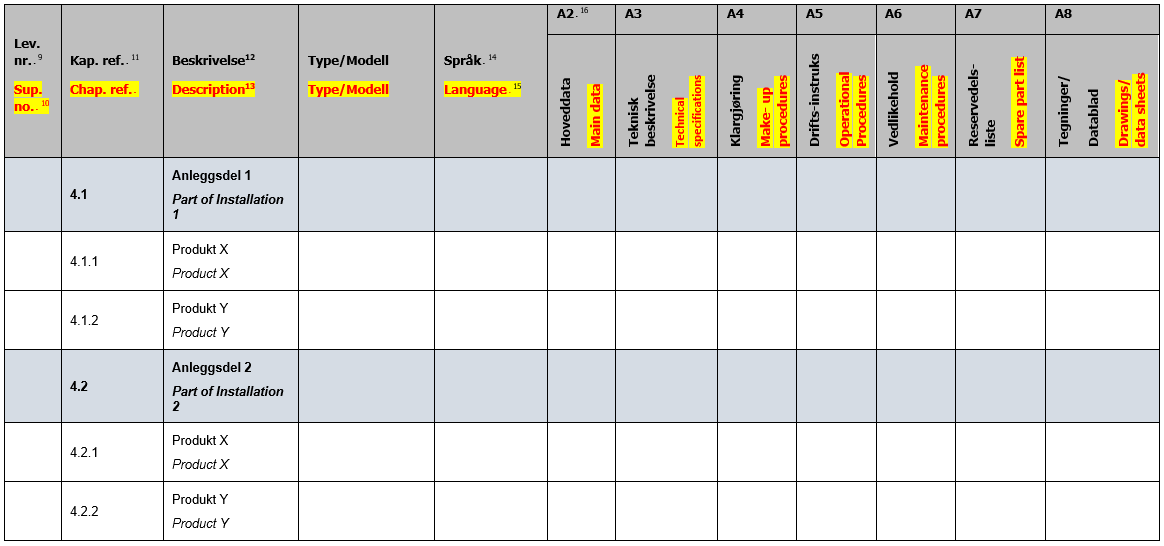 A2. 16
A3
A4
A5
A6
A7
A8
Lev.
nr.. 9
Sup.
no.. 10
Kap. ref.. 11
Chap. ref..
Beskrivelse12
Description13
Type/Modell
Type/Modell
Språk. 14
Language. 15
Hoveddata
Main data
Teknisk
beskrivelse
Technical
specifications
Klargjøring
Make- up
procedures
Drifts-instruks
Operational
Procedures
Vedlikehold
Maintenance
procedures
Reservedels-
liste
Spare part list
Tegninger/
Datablad
Drawings/
data sheets
4.1
Anleggsdel 1
Part of Installation
1
4.1.1
Produkt X
Product X
4.1.2
Produkt Y
Product Y
4.2
Anleggsdel 2
Part of Installation
2
4.2.1
Produkt X
Product X
4.2.2
Produkt Y
Product Y